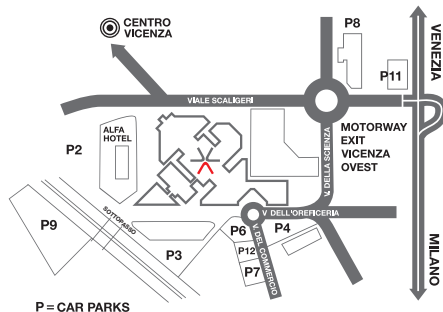 CENTRO
VICENZA
P8
P11
VENEZIA
VIALE SCALIGERI
ALFA
HOTEL
P2
MOTORWAY
EXIT
VICENZA
OVEST
V. DELLA SCIENZA
SOTTOPASSO
V. DELL'OREFICERIA
P9
P3
P6
P4
P12
P7
V. DEL COMMERCIO
MILANO
P = CAR PARKS